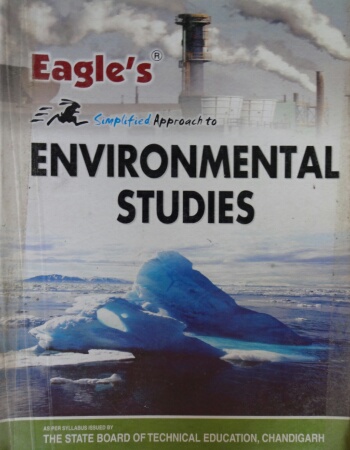 Eagle's®
Simplified Approach to
ENVIRONMENTAL
STUDIES
AS PER SYLLABUS ISSUED BY
THE STATE BOARD OF TECHNICAL EDUCATION, CHANDIGARH